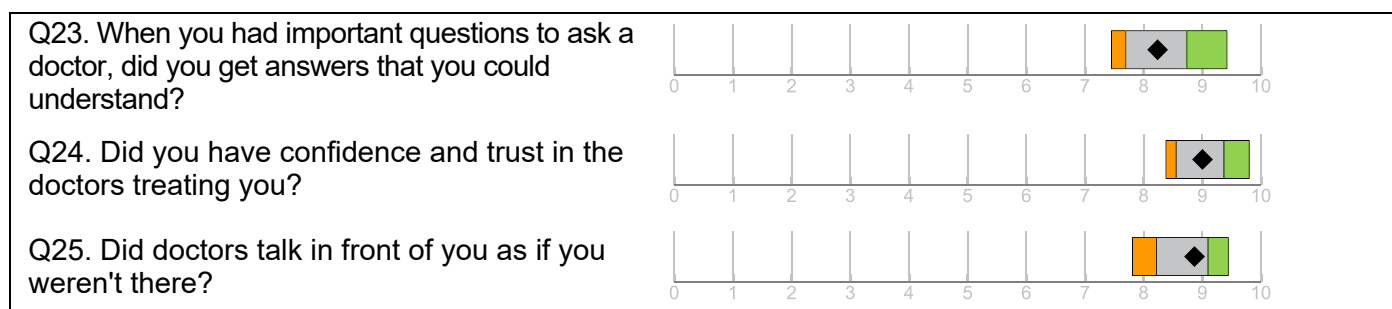 Q23. When you had important questions to ask a
doctor, did you get answers that you could
understand?
0 1 2 3 4 5 6 7 8 9 10
Q24. Did you have confidence and trust in the
doctors treating you?
0 1 2 3 4 5 6 7 8 9 10
Q25. Did doctors talk in front of you as if you
weren't there?
0 1 2 3 4 5 6 7 8 9 10